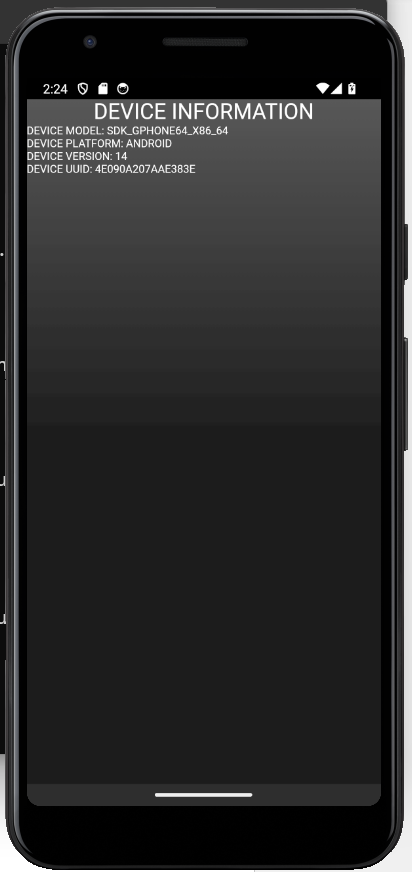 2:24
DEVICE INFORMATION
DEVICE MODEL: SDK_GPHONE64_X86_64
DEVICE PLATFORM: ANDROID
DEVICE VERSION: 14
DEVICE UUID: 4E090A207AAE383E